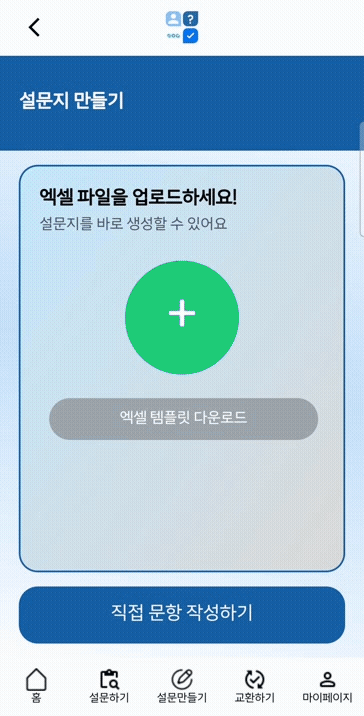 설문지 만들기
엑셀 파일을 업로드하세요!
설문지를 바로 생성할 수 있어요
+
엑셀 템플릿 다운로드
직접 문항 작성하기
홈
설문하기
설문만들기
교환하기
마이페이지